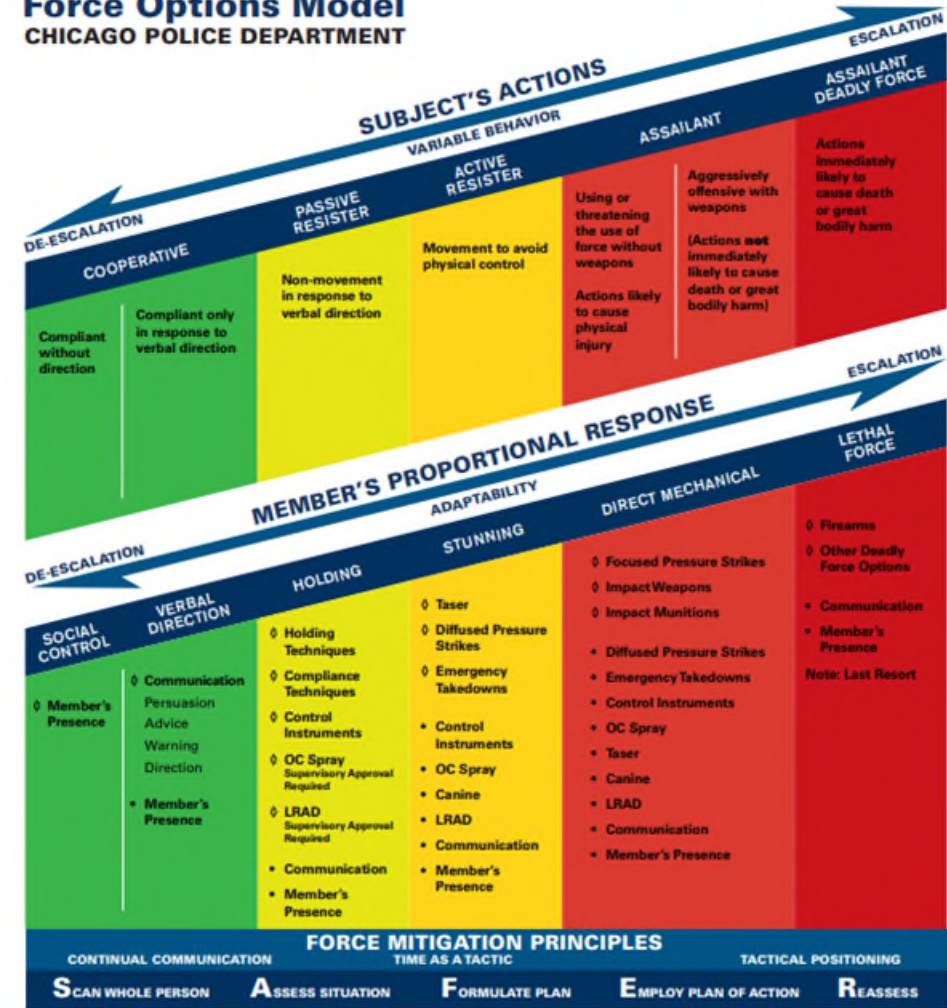 Force Options Model
CHICAGO POLICE DEPARTMENT
SUBJECT'S ACTIONS
VARIABLE BEHAVIOR
ESCALATION
DE-ESCALATION
COOPERATIVE
Compliant
without
direction
Compliant only
in response to
verbal direction
PASSIVE
RESISTER
Non-movement
in response to
verbal direction
ACTIVE
RESISTER
Movement to avoid
physical control
ASSAILANT
Using or
threatening
the use of
force without
weapons
Actions likely
to cause
physical
injury
Aggressively
offensive with
weapons
(Actions not
immediately
likely to cause
death or great
bodily harm)
ASSAILANT
DEADLY FORCE
Actions
immediately
likely to
cause death
or great
bodily harm
MEMBER'S PROPORTIONAL RESPONSE
ADAPTABILITY
ESCALATION
DE-ESCALATION
SOCIAL
CONTROL
◊ Member's
Presence
VERBAL
DIRECTION
◊ Communication
Persuasion
Advice
Warning
Direction
• Member's
Presence
HOLDING
◊ Holding
Techniques
◊ Compliance
Techniques
◊ Control
Instruments
◊ OC Spray
Supervisory Approval
Required
◊ LRAD
Supervisory Approval
Required
• Communication
• Member's
Presence
STUNNING
◊ Taser
◊ Diffused Pressure
Strikes
◊ Emergency
Takedowns
• Control
Instruments
• OC Spray
• Canine
• LRAD
• Communication
• Member's
Presence
DIRECT MECHANICAL
◊ Focused Pressure Strikes
◊ Impact Weapons
◊ Impact Munitions
• Diffused Pressure Strikes
• Emergency Takedowns
• Control Instruments
• OC Spray
• Taser
• Canine
• LRAD
• Communication
• Member's Presence
LETHAL
FORCE
◊ Firearms
◊ Other Deadly
Force Options
• Communication
• Member's
Presence
Note: Last Resort
FORCE MITIGATION PRINCIPLES
CONTINUAL COMMUNICATION TIME AS A TACTIC TACTICAL POSITIONING
SCAN WHOLE PERSON ASSESS SITUATION FORMULATE PLAN EMPLOY PLAN OF ACTION REASSESS